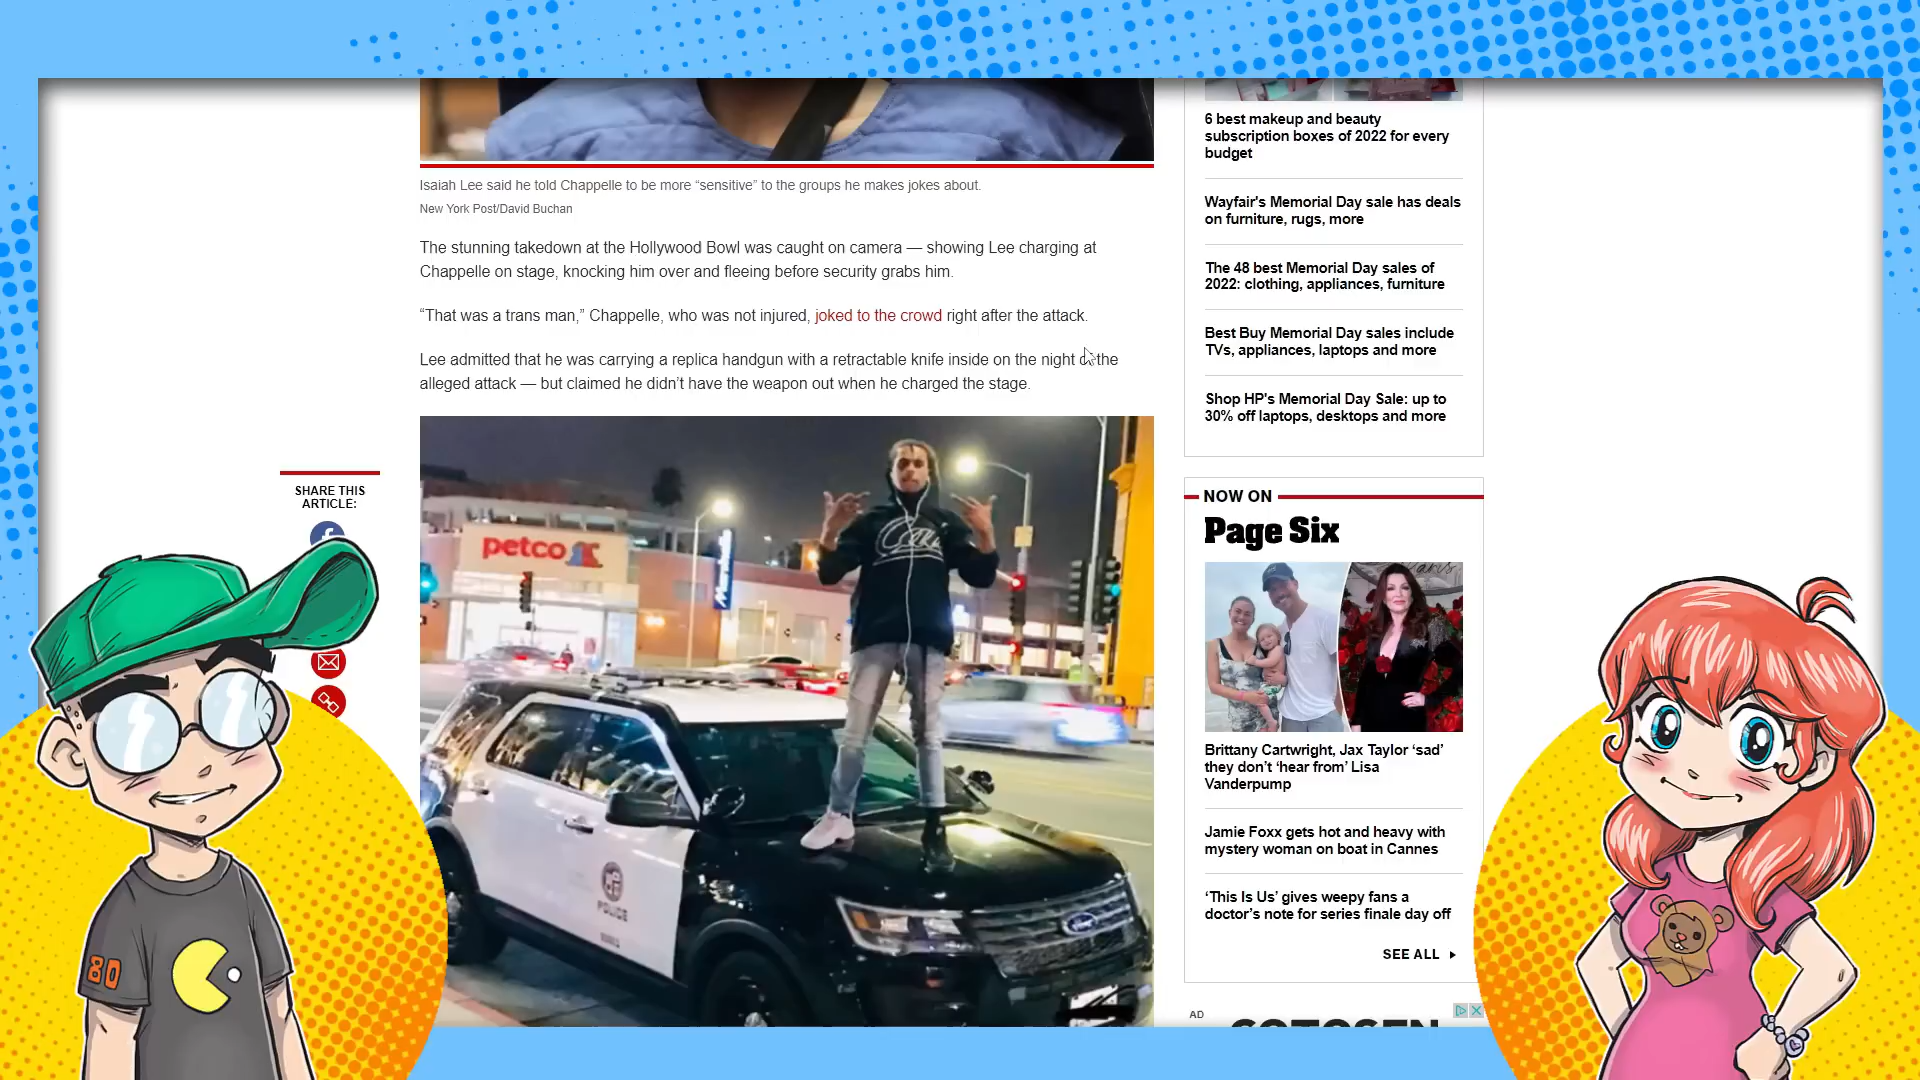 Isaiah Lee said he told Chappelle to be more “sensitive” to the groups he makes jokes about.
New York Post/David Buchan
The stunning takedown at the Hollywood Bowl was caught on camera — showing Lee charging at
Chappelle on stage, knocking him over and fleeing before security grabs him.
“That was a trans man,” Chappelle, who was not injured, joked to the crowd right after the attack.
Lee admitted that he was carrying a replica handgun with a retractable knife inside on the night of the
alleged attack — but claimed he didn’t have the weapon out when he charged the stage.
SHARE THIS
ARTICLE:
petco
Marshalls
POLICE
80
6 best makeup and beauty
subscription boxes of 2022 for every
budget
Wayfair's Memorial Day sale has deals
on furniture, rugs, more
The 48 best Memorial Day sales of
2022: clothing, appliances, furniture
Best Buy Memorial Day sales include
TVs, appliances, laptops and more
Shop HP's Memorial Day Sale: up to
30% off laptops, desktops and more
NOW ON
Page Six
Brittany Cartwright, Jax Taylor ‘sad’
they don’t ‘hear from’ Lisa
Vanderpump
Jamie Foxx gets hot and heavy with
mystery woman on boat in Cannes
‘This Is Us’ gives weepy fans a
doctor’s note for series finale day off
SEE ALL
AD